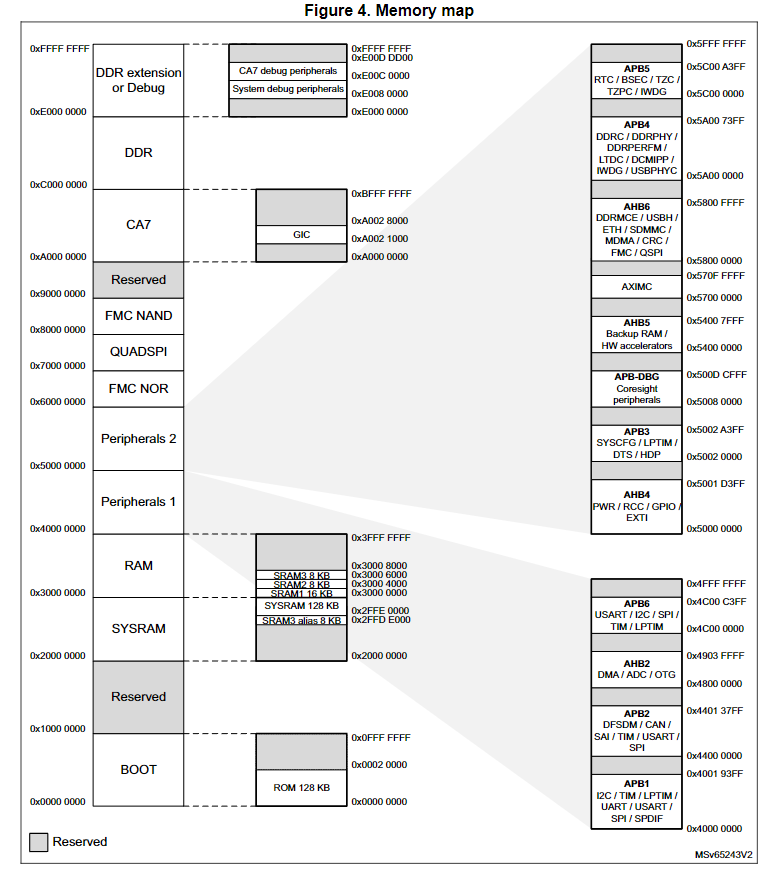 Figure 4. Memory map
0xFFFF FFFF
DDR extension
or Debug
0xE000 0000
DDR
0xC000 0000
CA7
0xA000 0000
Reserved
0x9000 0000
FMC NAND
0x8000 0000
QUADSPI
0x7000 0000
FMC NOR
0x6000 0000
Peripherals 2
0x5000 0000
Peripherals 1
0x4000 0000
RAM
0x3000 0000
SYSRAM
0x2000 0000
Reserved
0x1000 0000
BOOT
0x0000 0000
0xFFFF FFFF
0xE00D DD00
CA7 debug peripherals
0xE00C 0000
System debug peripherals
0xE008 0000
0xE000 0000
0xBFFF FFFF
0xA002 8000
GIC
0xA002 1000
0xA000 0000
0x3FFF FFFF
0x3000 8000
SRAM3 8 KB
0x3000 6000
SRAM2 8 KB
0x3000 4000
SRAM1 16 KB
0x3000 0000
SYSRAM 128 KB
0x2FFE 0000
SRAM3 alias 8 KB
0x2FFD E000
0x2000 0000
0x0FFF FFFF
0x0002 0000
ROM 128 KB
0x0000 0000
0x5FFF FFFF
0x5C00 A3FF
APB5
RTC / BSEC / TZC /
TZPC / IWDG
0x5C00 0000
0x5A00 73FF
APB4
DDRC / DDRPHY /
DDRPERFM /
LTDC / DCMIPP /
IWDG / USBPHYC
0x5A00 0000
0x5800 FFFF
AHB6
DDRMCE / USBH /
ETH / SDMMC /
MDMA / CRC /
FMC / QSPI
0x5800 0000
0x570F FFFF
AXIMC
0x5700 0000
0x5400 7FFF
AHB5
Backup RAM /
HW accelerators
0x5400 0000
0x500D CFFF
APB-DBG
Coresight
peripherals
0x5008 0000
0x5002 A3FF
APB3
SYSCFG / LPTIM /
DTS / HDP
0x5002 0000
0x5001 D3FF
AHB4
PWR / RCC / GPIO /
EXTI
0x5000 0000
0x4FFF FFFF
0x4C00 C3FF
APB6
USART / I2C / SPI /
TIM / LPTIM
0x4C00 0000
0x4903 FFFF
AHB2
DMA / ADC / OTG
0x4800 0000
0x4401 37FF
APB2
DFSDM / CAN /
SAI / TIM / USART /
SPI
0x4400 0000
0x4001 93FF
APB1
I2C / TIM / LPTIM /
UART / USART /
SPI / SPDIF
0x4000 0000
Reserved
MSv65243V2